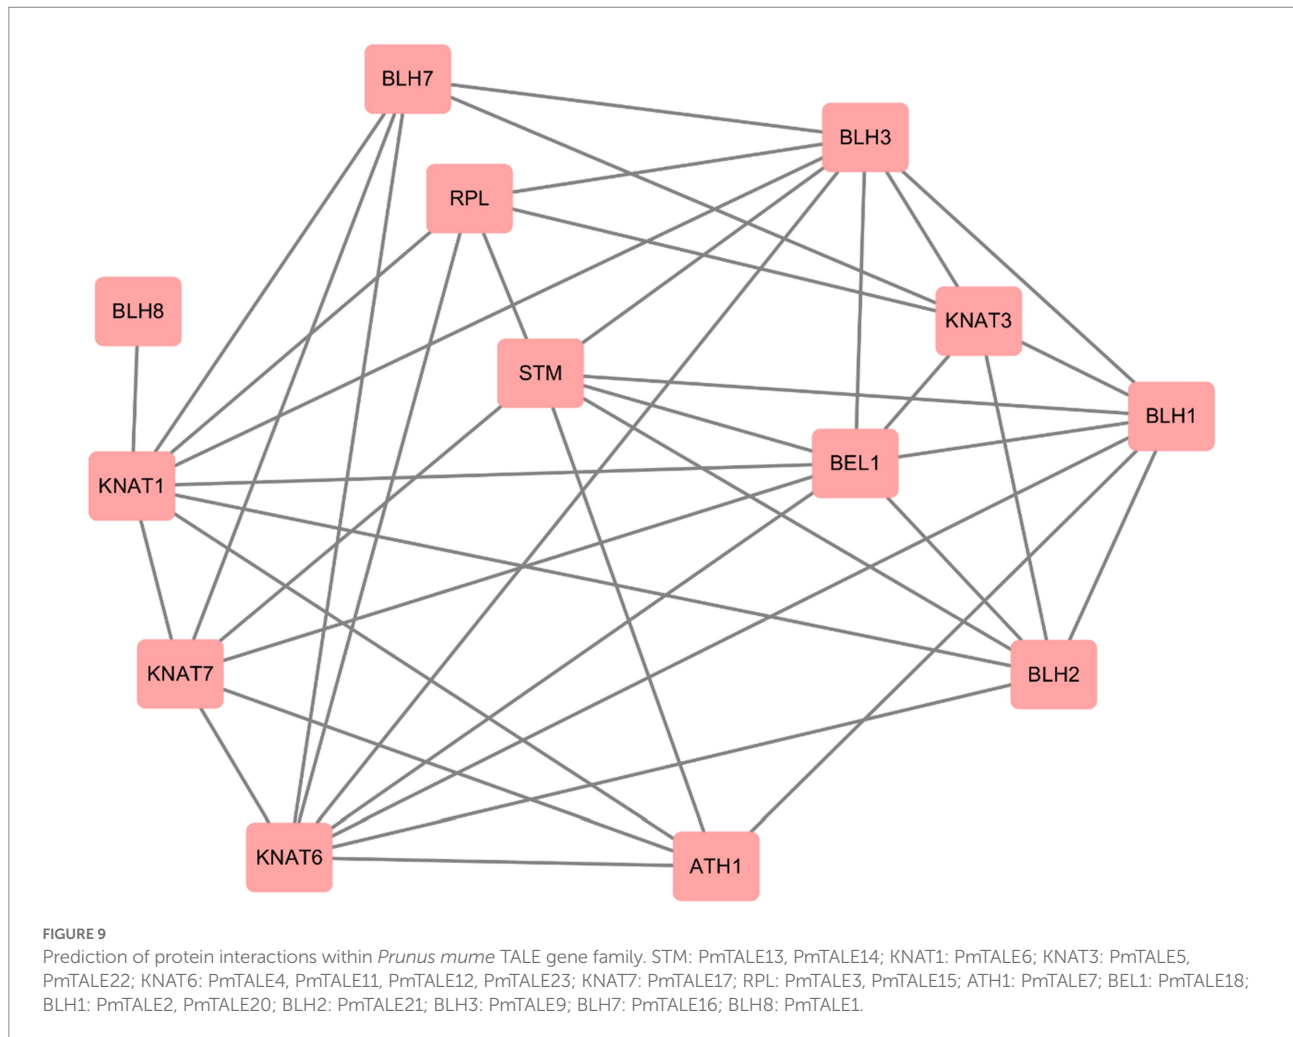 BLH7
BLH3
RPL
BLH8
KNAT3
STM
BLH1
BEL1
KNAT1
KNAT7
BLH2
KNAT6
ATH1
FIGURE 9
Prediction of protein interactions within Prunus mume TALE gene family. STM: PmTALE13, PmTALE14; KNAT1: PmTALE6; KNAT3: PmTALE5,
PmTALE22; KNAT6: PmTALE4, PmTALE11, PmTALE12, PmTALE23; KNAT7: PmTALE17; RPL: PmTALE3, PmTALE15; ATH1: PmTALE7; BEL1: PmTALE18;
BLH1: PmTALE2, PmTALE20; BLH2: PmTALE21; BLH3: PmTALE9; BLH7: PmTALE16; BLH8: PmTALE1.